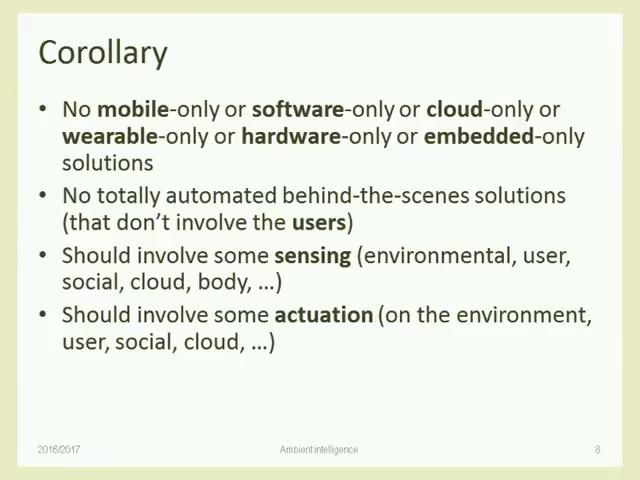 Corollary
• No mobile-only or software-only or cloud-only or
wearable-only or hardware-only or embedded-only
solutions
• No totally automated behind-the-scenes solutions
(that don’t involve the users)
• Should involve some sensing (environmental, user,
social, cloud, body, …)
• Should involve some actuation (on the environment,
user, social, cloud, …)
2016/2017 Ambient intelligence 8